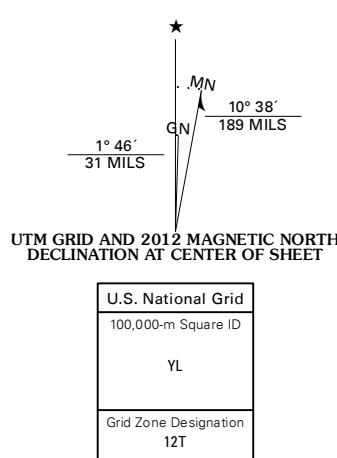 ★
MN
GN
10° 38´
189 MILS
1° 46´
31 MILS
UTM GRID AND 2012 MAGNETIC NORTH
DECLINATION AT CENTER OF SHEET
U.S. National Grid
100,000-m Square ID
YL
Grid Zone Designation
12T